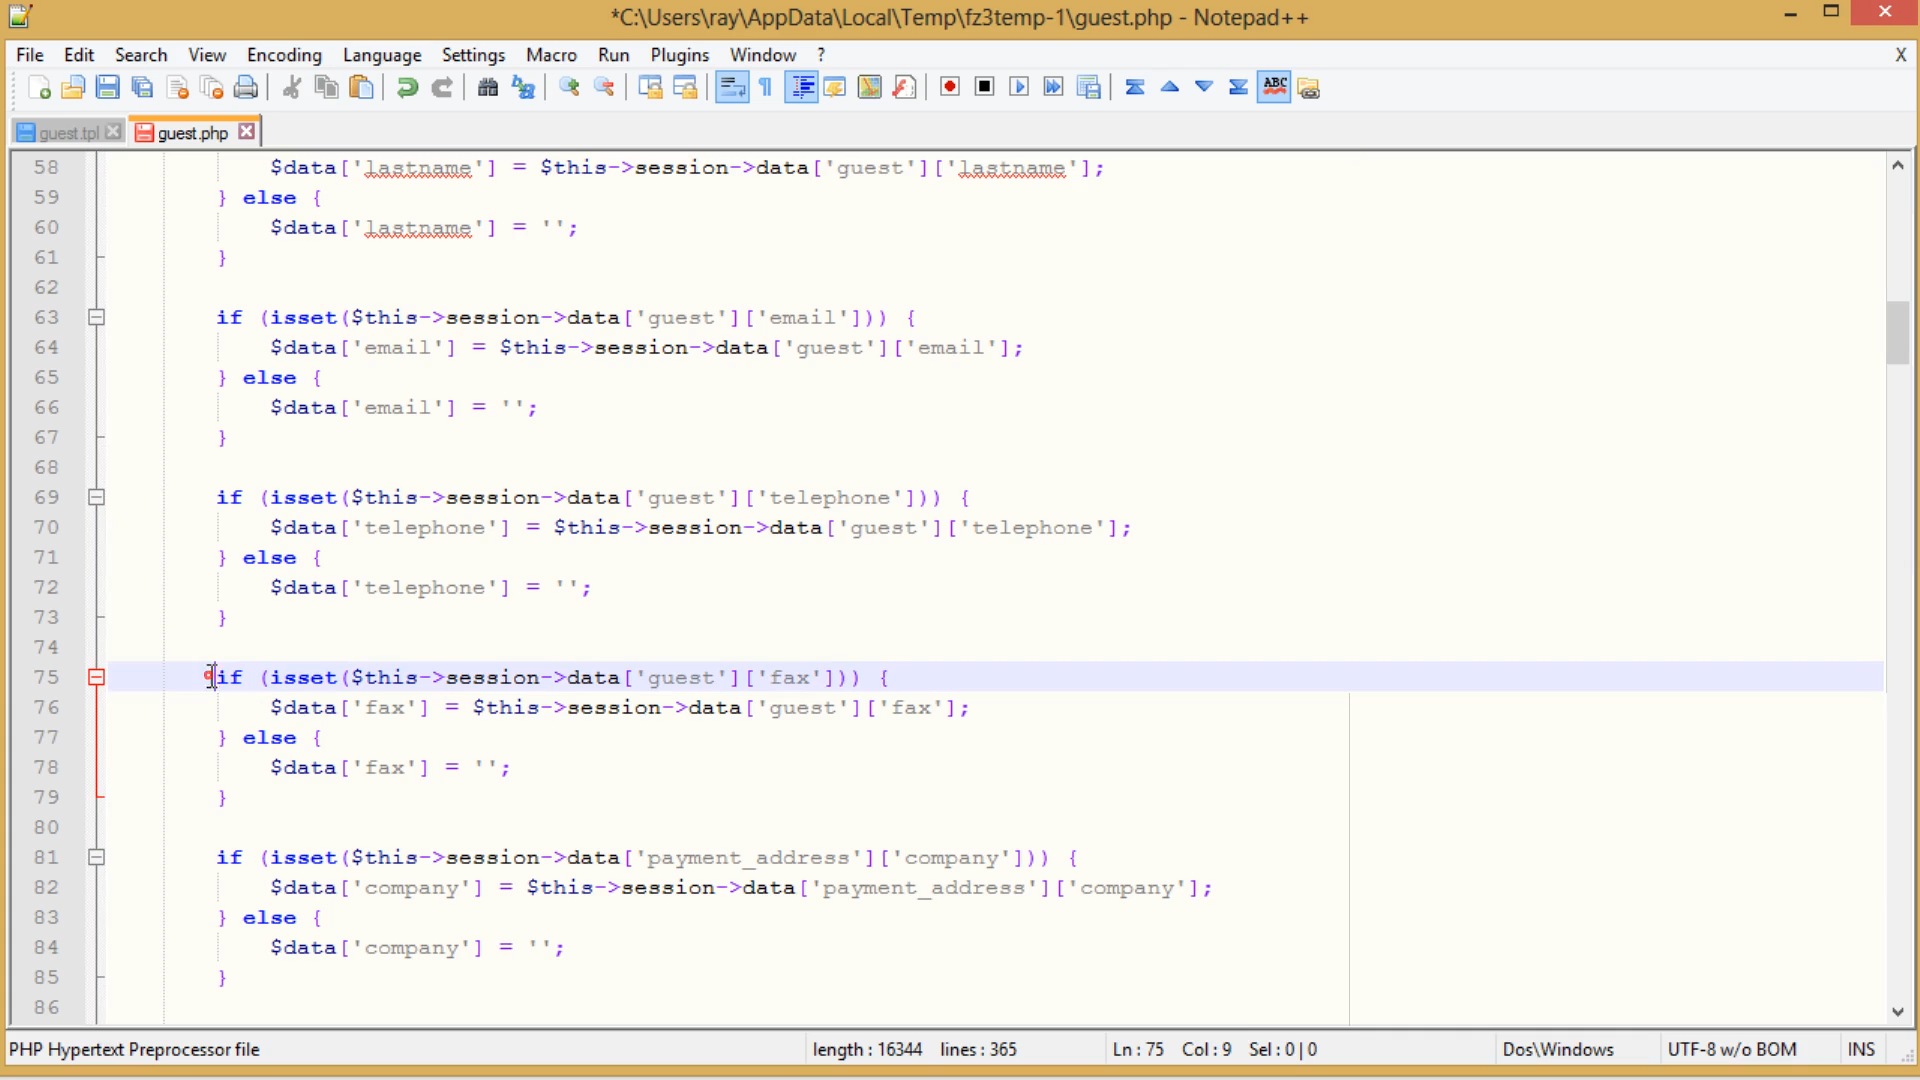 *C:\Users\ray\AppData\Local\Temp\fz3temp-1\guest.php - Notepad++
File Edit Search View Encoding Language Settings Macro Run Plugins Window ? X
ABC
guest.tpl guest.php
58 $data['lastname'] = $this->session->data['guest']['lastname'];
59 } else {
60 $data['lastname'] = '';
61 }
62
63 if (isset($this->session->data['guest']['email'])) {
64 $data['email'] = $this->session->data['guest']['email'];
65 } else {
66 $data['email'] = '';
67 }
68
69 if (isset($this->session->data['guest']['telephone'])) {
70 $data['telephone'] = $this->session->data['guest']['telephone'];
71 } else {
72 $data['telephone'] = '';
73 }
74
75 if (isset($this->session->data['guest']['fax'])) {
76 $data['fax'] = $this->session->data['guest']['fax'];
77 } else {
78 $data['fax'] = '';
79 }
80
81 if (isset($this->session->data['payment_address']['company'])) {
82 $data['company'] = $this->session->data['payment_address']['company'];
83 } else {
84 $data['company'] = '';
85 }
86
PHP Hypertext Preprocessor file length : 16344 lines : 365 Ln : 75 Col : 9 Sel : 0 | 0 Dos\Windows UTF-8 w/o BOM INS